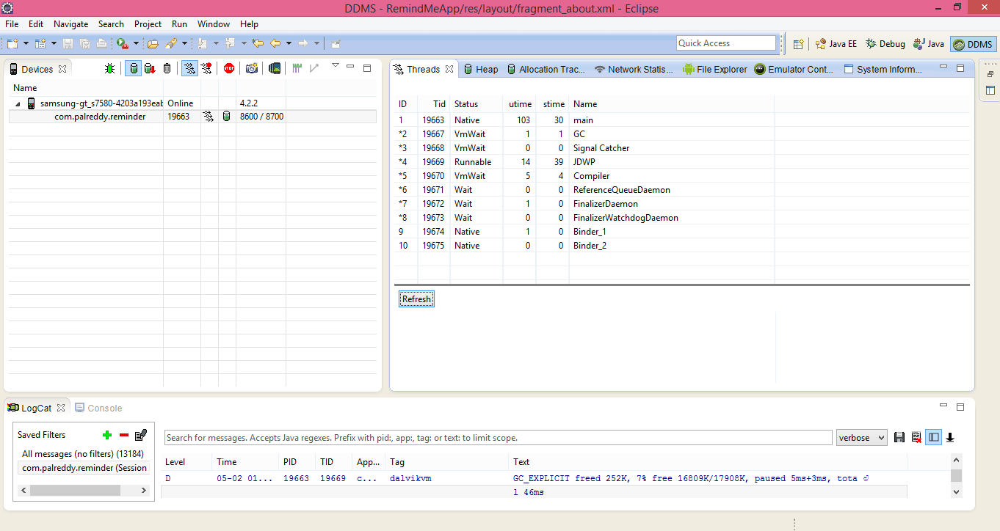 DDMS - RemindMeApp/res/layout/fragment_about.xml - Eclipse
File Edit Navigate Search Project Run Window Help
Quick Access
Java EE Debug Java DDMS
Devices
Name
samsung-gt_s7580-4203a193eab Online 4.2.2
com.palreddy.reminder 19663 8600 / 8700
Threads Heap Allocation Trac... Network Statis... File Explorer Emulator Cont... System Inform...
ID Tid Status utime stime Name
1 19663 Native 103 30 main
*2 19667 VmWait 1 1 GC
*3 19668 VmWait 0 0 Signal Catcher
*4 19669 Runnable 14 39 JDWP
*5 19670 VmWait 5 4 Compiler
*6 19671 Wait 0 0 ReferenceQueueDaemon
*7 19672 Wait 1 0 FinalizerDaemon
*8 19673 Wait 0 0 FinalizerWatchdogDaemon
9 19674 Native 1 0 Binder_1
10 19675 Native 0 0 Binder_2
Refresh
LogCat Console
Saved Filters
All messages (no filters) (13184)
com.palreddy.reminder (Session
Search for messages. Accepts Java regexes. Prefix with pid:, app:, tag: or text: to limit scope.
verbose
Level Time PID TID App... Tag Text
D 05-02 01... 19663 19669 c... dalvikvm GC_EXPLICIT freed 252K, 7% free 16809K/17908K, paused 5ms+3ms, tota
l 46ms